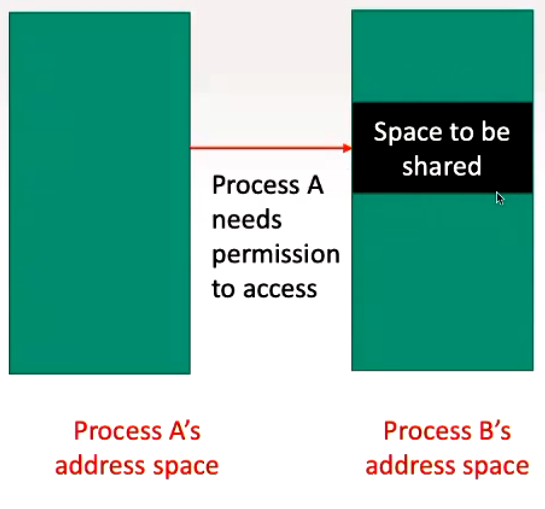 Space to be
shared
Process A
needs
permission
to access
Process A’s
address space
Process B’s
address space